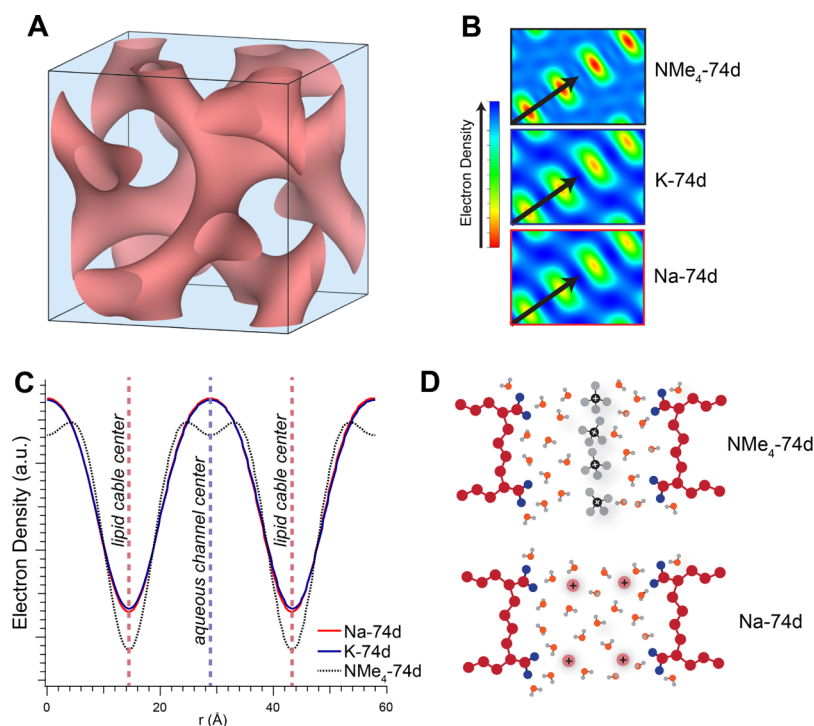 A
B
NMe₄-74d
K-74d
Na-74d
Electron Density
C
Electron Density (a.u.)
lipid cable center
aqueous channel center
lipid cable center
Na-74d
K-74d
NMe₄-74d
0 20 40 60
r (Å)
D
NMe₄-74d
+
+
+
+
Na-74d
+ +
+ +